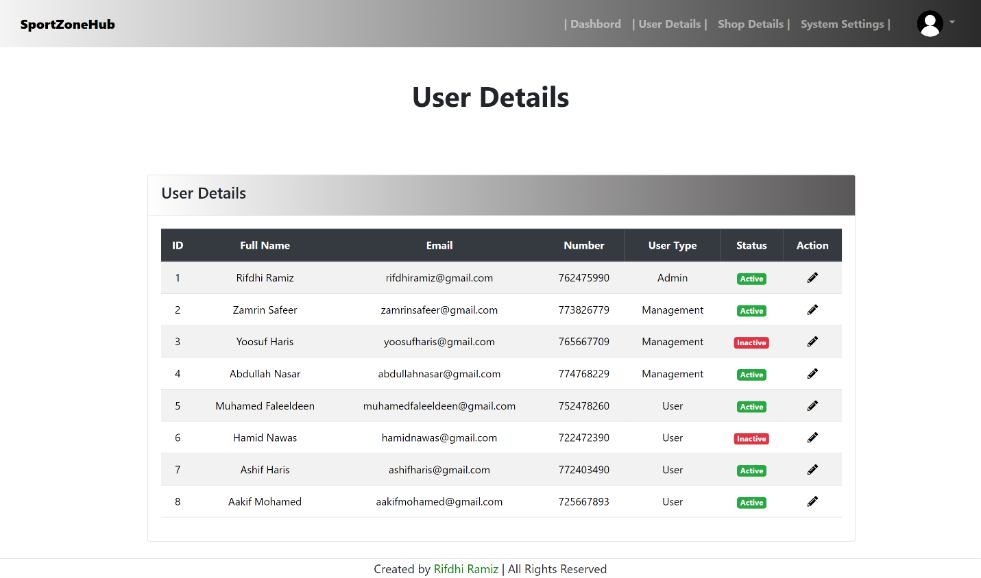 SportZoneHub | Dashbord | User Details | Shop Details | System Settings |
User Details
User Details
ID Full Name Email Number User Type Status Action
1 Rifdhi Ramiz rifdhiramiz@gmail.com 762475990 Admin Active
2 Zamrin Safeer zamrinsafeer@gmail.com 773826779 Management Active
3 Yoosuf Haris yoosufharis@gmail.com 765667709 Management Inactive
4 Abdullah Nasar abdullahnasar@gmail.com 774768229 Management Active
5 Muhamed Faleeldeen muhamedfaleeldeen@gmail.com 752478260 User Active
6 Hamid Nawas hamidnawas@gmail.com 722472390 User Inactive
7 Ashif Haris ashifharis@gmail.com 772403490 User Active
8 Aakif Mohamed aakifmohamed@gmail.com 725667893 User Active
Created by Rifdhi Ramiz | All Rights Reserved